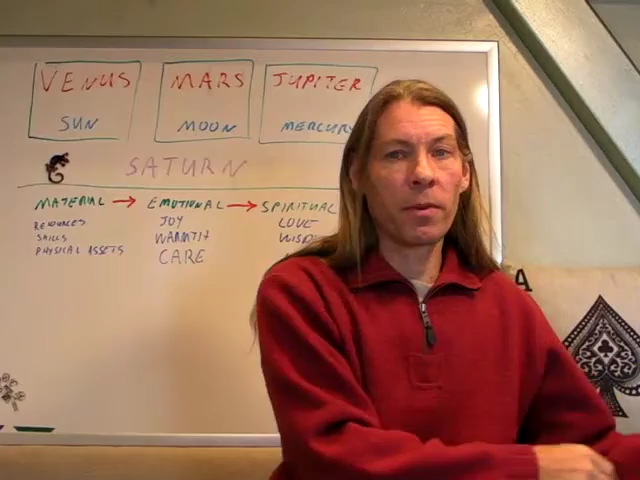 VENUS MARS JUPITER
SUN MOON MERCURY
SATURN
MATERIAL → EMOTIONAL → SPIRITUAL
RESOURCES JOY LOVE
SKILLS WARMTH
PHYSICAL ASSETS CARE
A